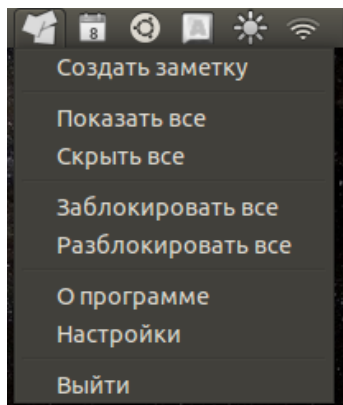 8
A
Создать заметку
Показать все
Скрыть все
Заблокировать все
Разблокировать все
О программе
Настройки
Выйти